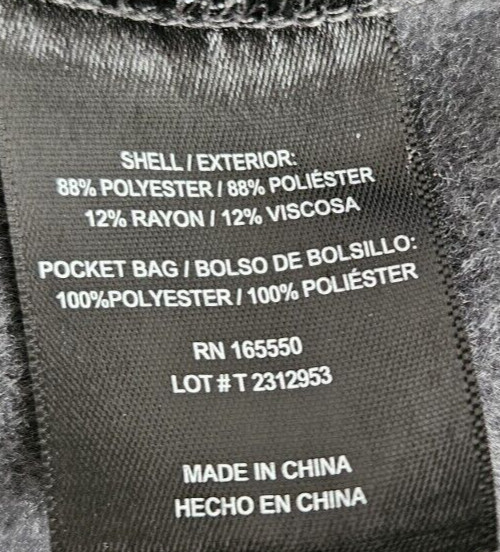 SHELL / EXTERIOR:
88% POLYESTER / 88% POLIÉSTER
12% RAYON / 12% VISCOSA
POCKET BAG / BOLSO DE BOLSILLO:
100%POLYESTER / 100% POLIÉSTER
RN 165550
LOT # T 2312953
MADE IN CHINA
HECHO EN CHINA